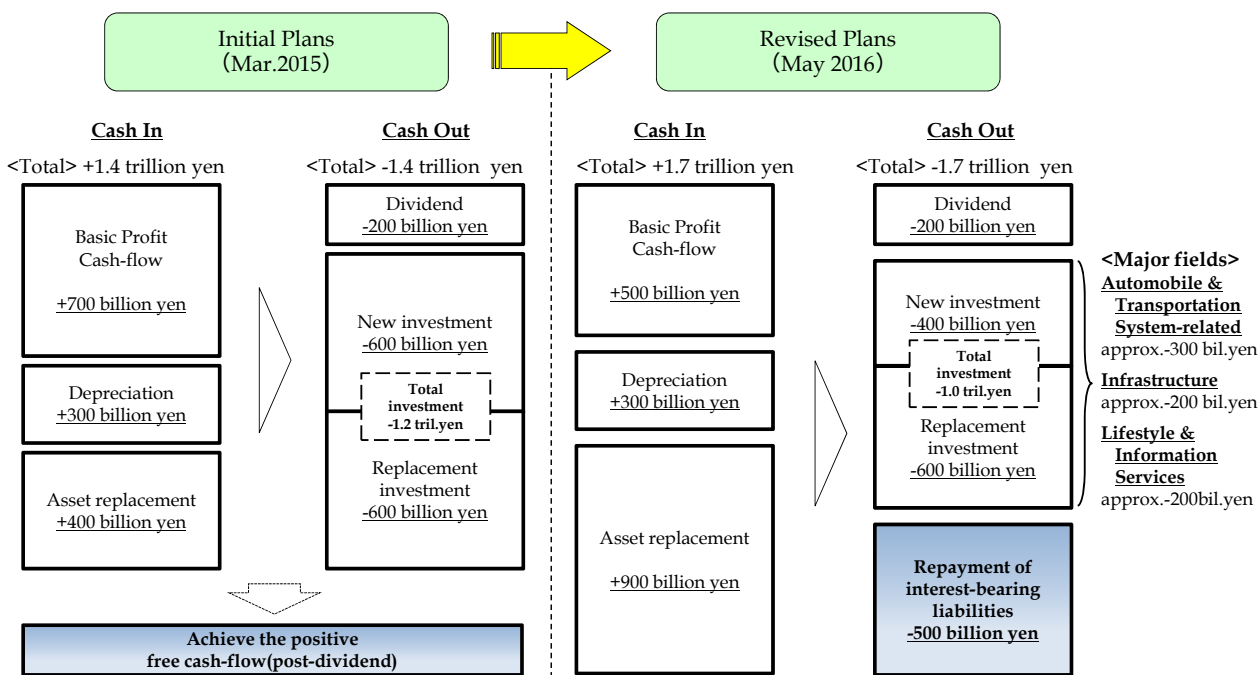 Initial Plans
(Mar.2015)
Revised Plans
(May 2016)
Cash In
<Total> +1.4 trillion yen
Basic Profit
Cash-flow
+700 billion yen
Depreciation
+300 billion yen
Asset replacement
+400 billion yen
Cash Out
<Total> -1.4 trillion  yen
Dividend
-200 billion yen
New investment
-600 billion yen
Total
investment
-1.2 tril.yen
Replacement
investment
-600 billion yen
Achieve the positive
free cash-flow(post-dividend)
Cash In
<Total> +1.7 trillion yen
Basic Profit
Cash-flow
+500 billion yen
Depreciation
+300 billion yen
Asset replacement
+900 billion yen
Cash Out
<Total> -1.7 trillion yen
Dividend
-200 billion yen
New investment
-400 billion yen
Total
investment
-1.0 tril.yen
Replacement
investment
-600 billion yen
Repayment of
interest-bearing
liabilities
-500 billion yen
<Major fields>
Automobile &
Transportation
System-related
approx.-300 bil.yen
Infrastructure
approx.-200 bil.yen
Lifestyle &
Information
Services
approx.-200bil.yen